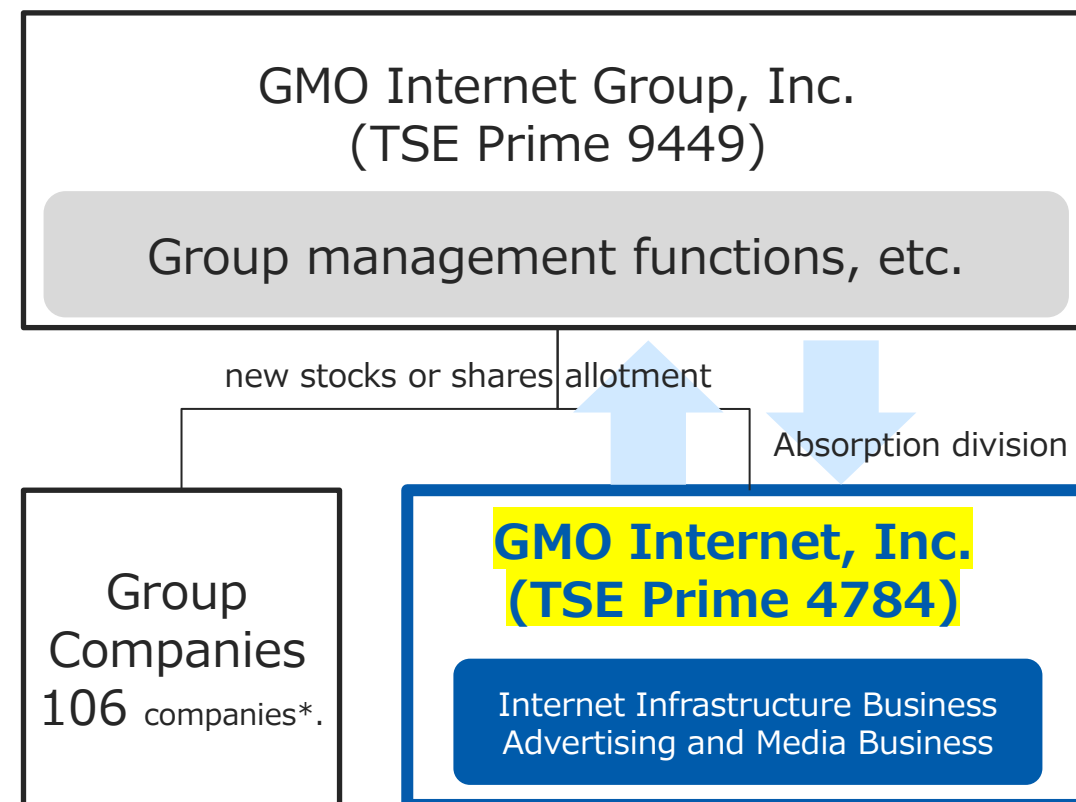 GMO Internet Group, Inc.
(TSE Prime 9449)
Group management functions, etc.
new stocks or shares allotment
Absorption division
Group
Companies
106 companies*.
GMO Internet, Inc.
(TSE Prime 4784)
Internet Infrastructure Business
Advertising and Media Business